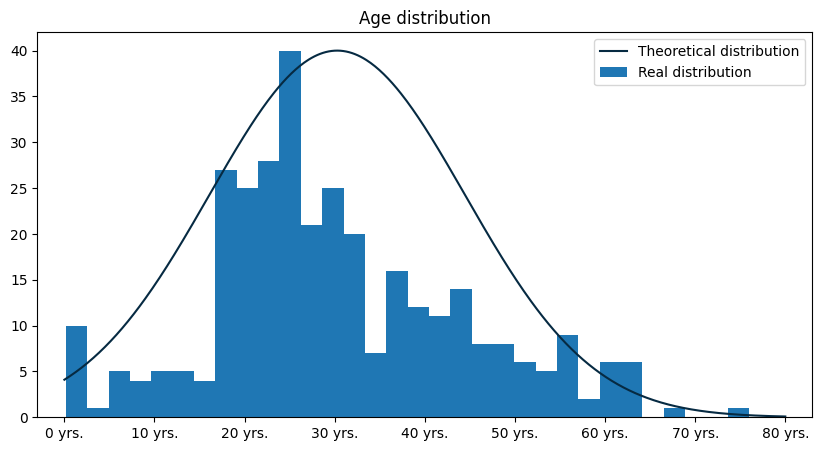 Age distribution
Theoretical distribution
Real distribution
40
35
30
25
20
15
10
5
0
0 yrs. 10 yrs. 20 yrs. 30 yrs. 40 yrs. 50 yrs. 60 yrs. 70 yrs. 80 yrs.